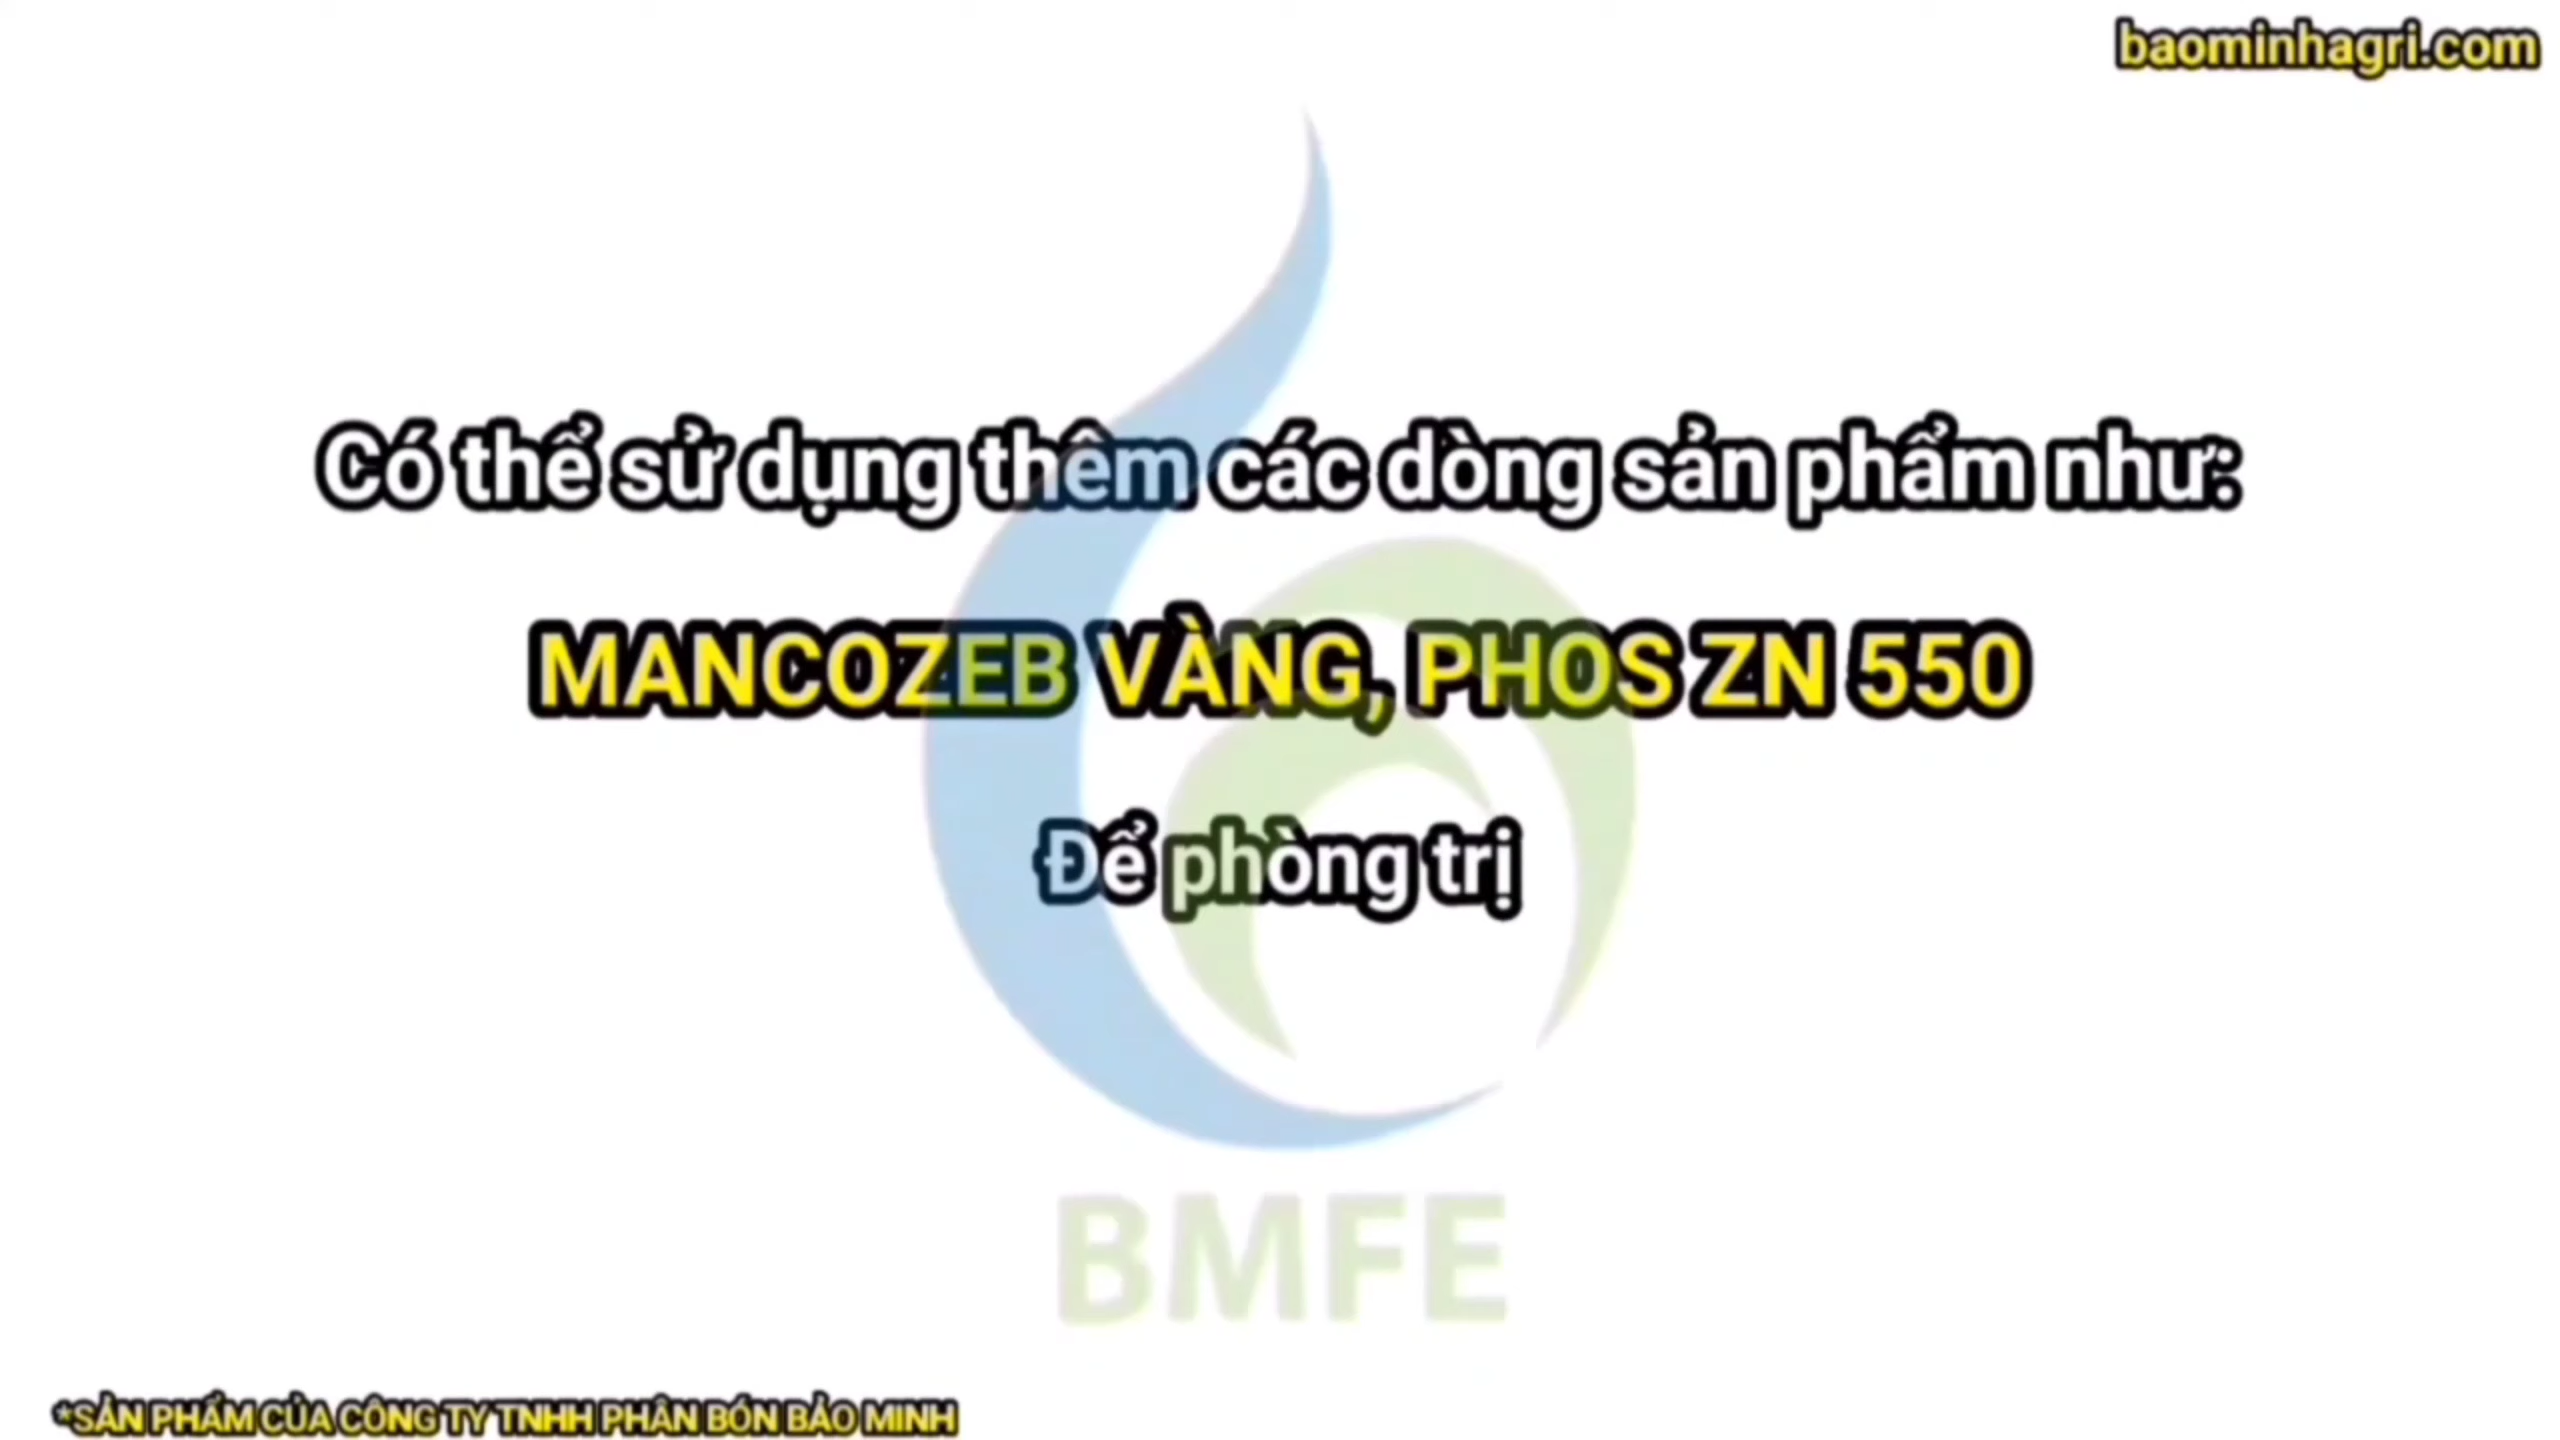 baominhagri.com
Có thể sử dụng thêm các dòng sản phẩm như:
MANCOZEB VÀNG, PHOS ZN 550
Để phòng trị
BMFE
*SẢN PHẨM CỦA CÔNG TY TNHH PHÂN BÓN BẢO MINH